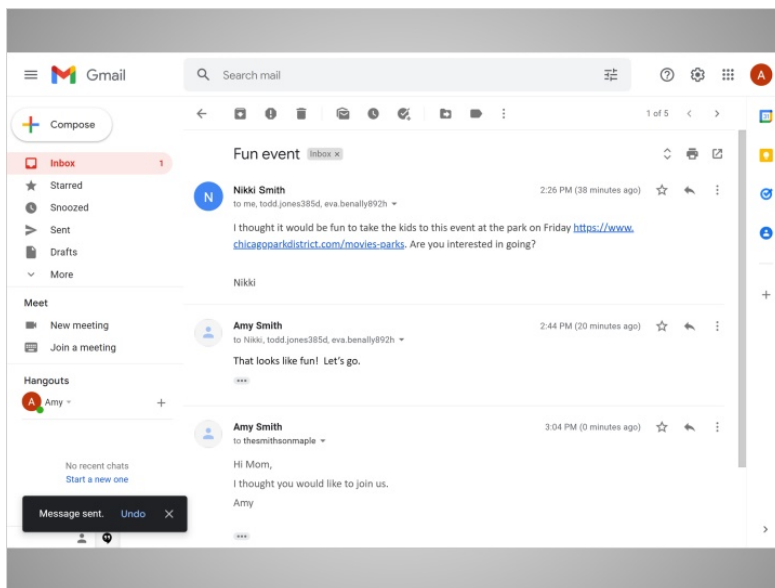 Gmail
Search mail
A
Compose
1 of 5
Inbox 1
Starred
Snoozed
Sent
Drafts
More
Meet
New meeting
Join a meeting
Hangouts
A Amy
No recent chats
Start a new one
Message sent. Undo
Fun event Inbox x
N
Nikki Smith 2:26 PM (38 minutes ago)
to me, todd.jones385d, eva.benally892h
I thought it would be fun to take the kids to this event at the park on Friday https://www.
chicagoparkdistrict.com/movies-parks. Are you interested in going?
Nikki
Amy Smith 2:44 PM (20 minutes ago)
to Nikki, todd.jones385d, eva.benally892h
That looks like fun! Let's go.
Amy Smith 3:04 PM (0 minutes ago)
to thesmithsonmaple
Hi Mom,
I thought you would like to join us.
Amy